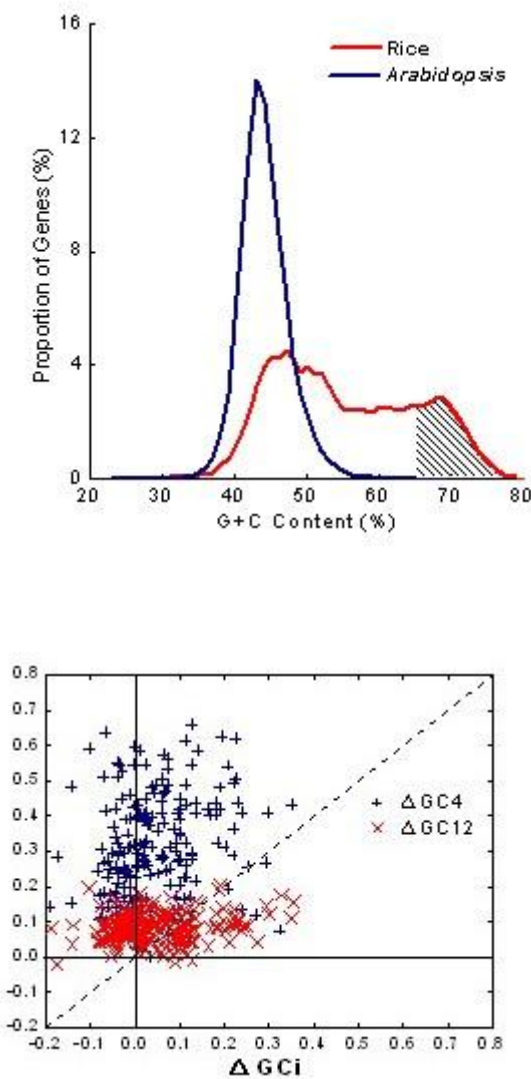 16
Rice
Arabidopsis
12
8
4
0
Proportion of Genes (%)
20 30 40 50 60 70 80
G+C Content (%)
0.8
0.7
0.6
0.5
0.4
0.3
0.2
0.1
0.0
-0.1
-0.2
Δ GC4
Δ GC12
-0.2 -0.1 0.0 0.1 0.2 0.3 0.4 0.5 0.6 0.7 0.8
Δ GCi